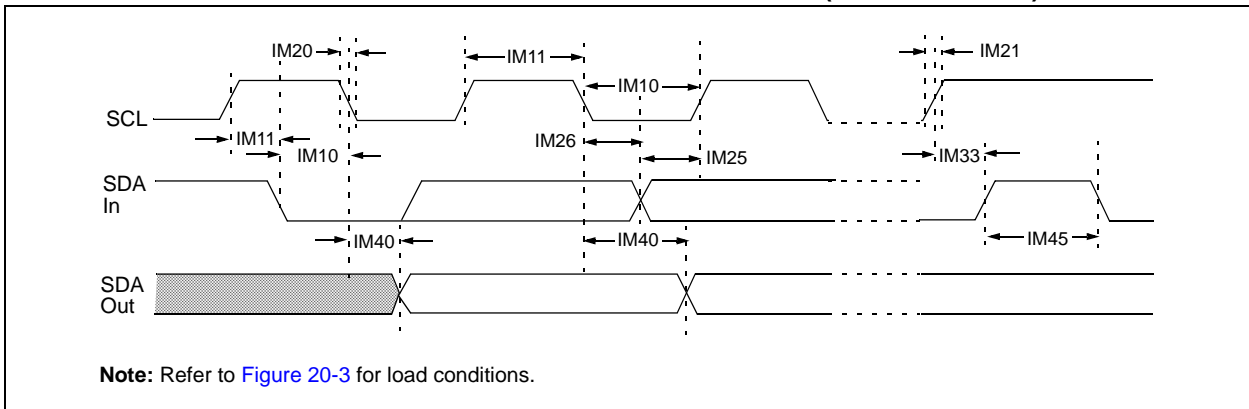 IM20
IM11
IM21
IM10
SCL
IM11
IM26
IM10
IM25
IM33
SDA
In
IM40
IM40
IM45
SDA
Out
Note: Refer to Figure 20-3 for load conditions.